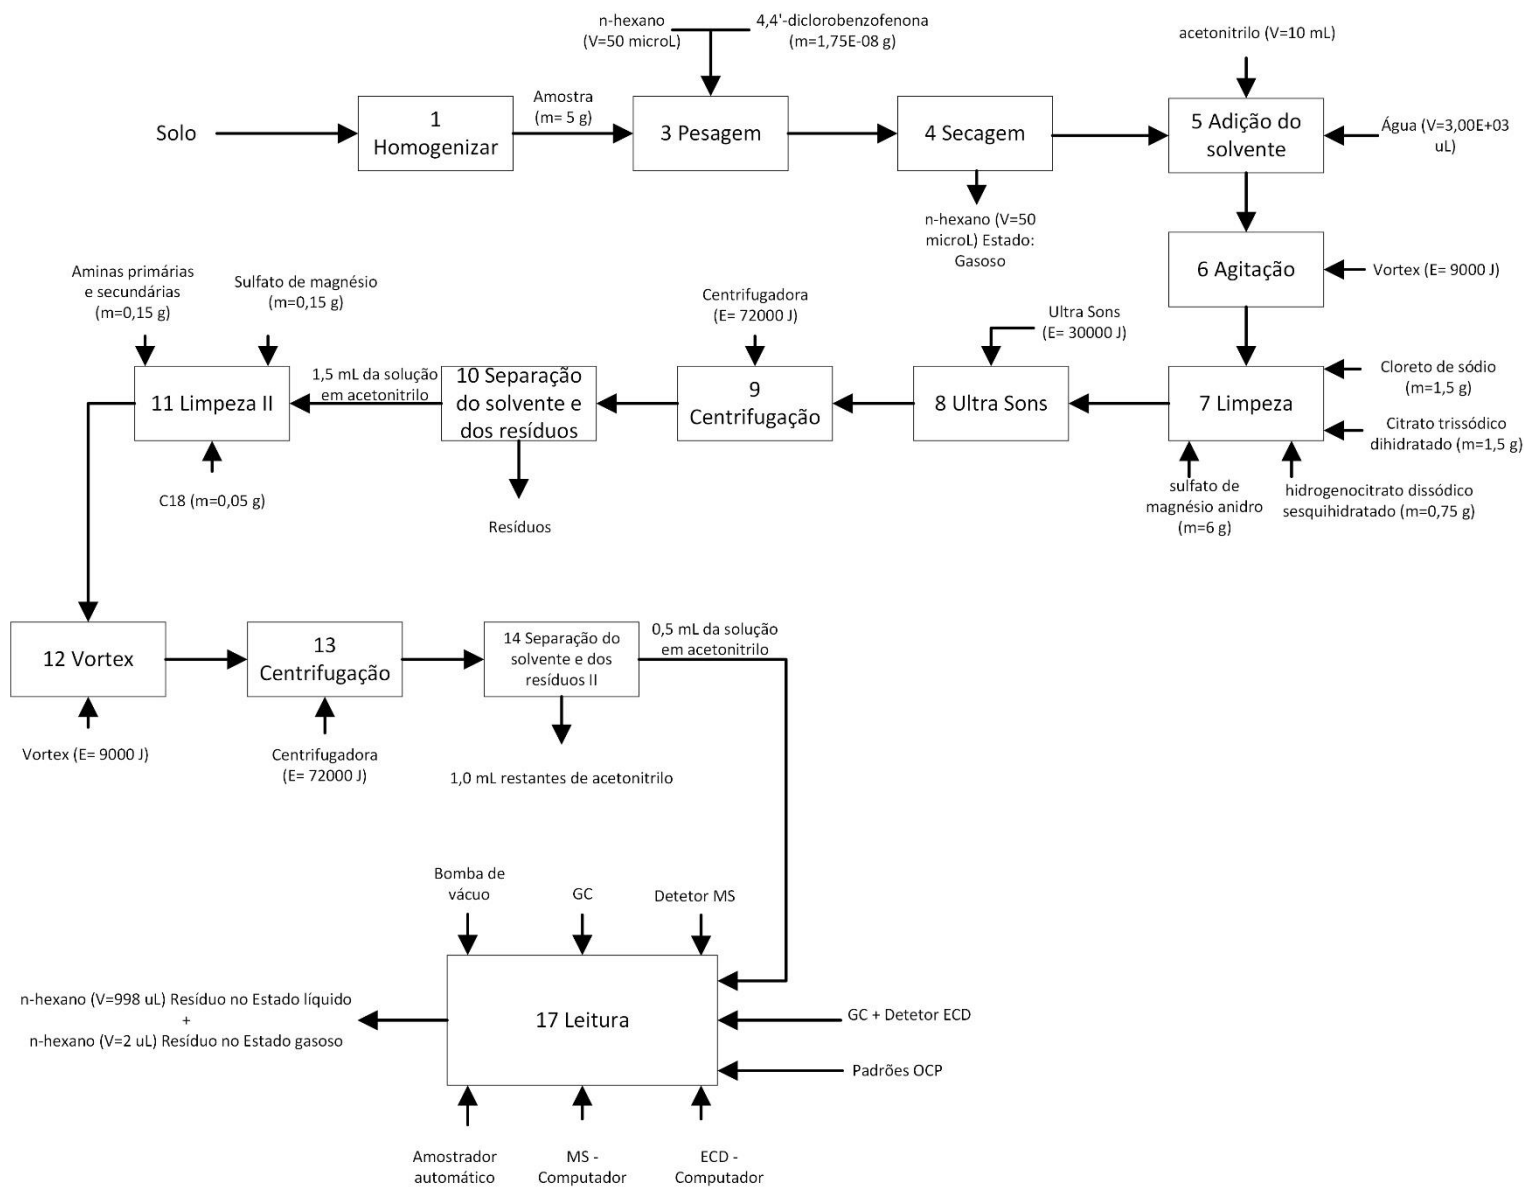 n-hexano
(V=50 microL)
4,4'-diclorobenzofenona
(m=1,75E-08 g)
acetonitrilo (V=10 mL)
Solo
1
Homogenizar
Amostra
(m= 5 g)
3 Pesagem
4 Secagem
5 Adição do
solvente
Água (V=3,00E+03
uL)
n-hexano (V=50
microL) Estado:
Gasoso
6 Agitação
Vortex (E= 9000 J)
Aminas primárias
e secundárias
(m=0,15 g)
Sulfato de magnésio
(m=0,15 g)
Centrifugadora
(E= 72000 J)
Ultra Sons
(E= 30000 J)
11 Limpeza II
1,5 mL da solução
em acetonitrilo
10 Separação
do solvente e
dos resíduos
9
Centrifugação
8 Ultra Sons
7 Limpeza
Cloreto de sódio
(m=1,5 g)
Citrato trissódico
dihidratado (m=1,5 g)
C18 (m=0,05 g)
Resíduos
sulfato de
magnésio anidro
(m=6 g)
hidrogenocitrato dissódico
sesquihidratado (m=0,75 g)
12 Vortex
13
Centrifugação
14 Separação do
solvente e dos
resíduos II
0,5 mL da solução
em acetonitrilo
Vortex (E= 9000 J)
Centrifugadora
(E= 72000 J)
1,0 mL restantes de acetonitrilo
Bomba de
vácuo
GC
Detetor MS
n-hexano (V=998 uL) Resíduo no Estado líquido
+
n-hexano (V=2 uL) Resíduo no Estado gasoso
17 Leitura
GC + Detetor ECD
Padrões OCP
Amostrador
automático
MS -
Computador
ECD -
Computador